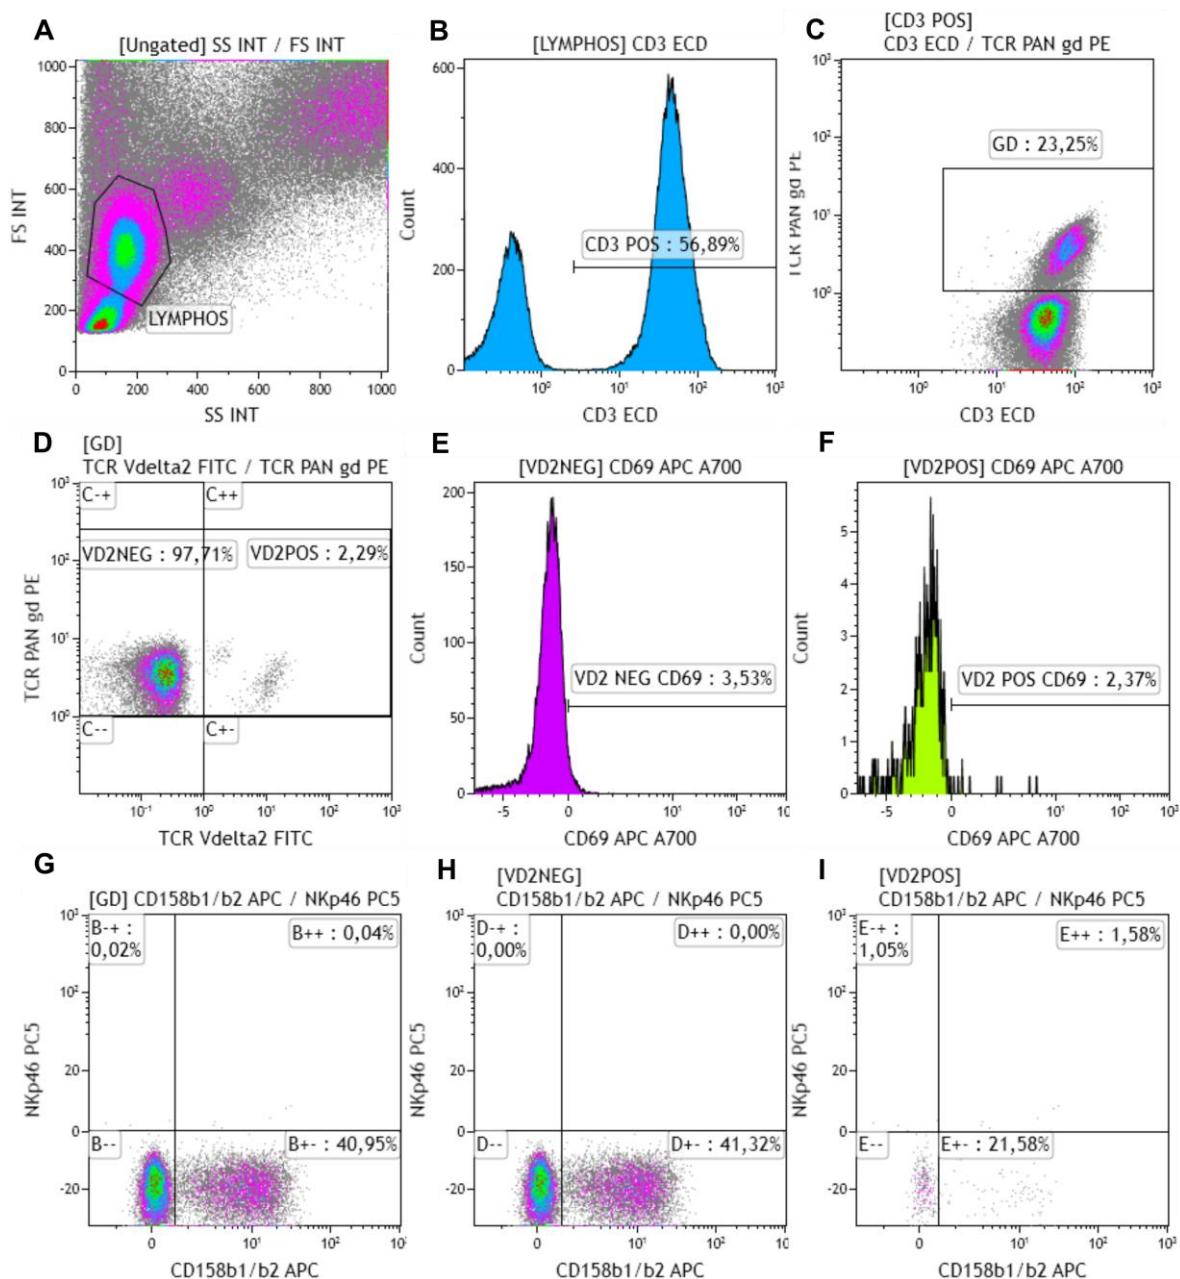 A
[Ungated] SS INT / FS INT
1000
800
600
400
200
0
FS INT
LYMPHOS
0 200 400 600 800 1000
SS INT
B
[LYMPHOS] CD3 ECD
600
400
200
0
Count
CD3 POS : 56,89%
10⁰ 10¹ 10² 10³
CD3 ECD
C
[CD3 POS]
CD3 ECD / TCR PAN gd PE
10³
10²
10¹
10⁰
TCR PAN gd PE
GD : 23,25%
10⁰ 10¹ 10² 10³
CD3 ECD
D
[GD]
TCR Vdelta2 FITC / TCR PAN gd PE
10³
10²
10¹
10⁰
TCR PAN gd PE
C-+
C++
VD2NEG : 97,71%
VD2POS : 2,29%
C--
C+-
10⁻¹ 10⁰ 10¹ 10² 10³
TCR Vdelta2 FITC
E
[VD2NEG] CD69 APC A700
200
150
100
50
0
Count
VD2 NEG CD69 : 3,53%
-5 0 10¹ 10² 10³
CD69 APC A700
F
[VD2POS] CD69 APC A700
5
4
3
2
1
0
Count
VD2 POS CD69 : 2,37%
-5 0 10¹ 10² 10³
CD69 APC A700
G
[GD] CD158b1/b2 APC / NKp46 PC5
10³
10²
20
0
-20
NKp46 PC5
B-+ :
0,02%
B++ : 0,04%
B--
B+- : 40,95%
0 10¹ 10² 10³
CD158b1/b2 APC
H
[VD2NEG]
CD158b1/b2 APC / NKp46 PC5
10³
10²
20
0
-20
NKp46 PC5
D-+ :
0,00%
D++ : 0,00%
D--
D+- : 41,32%
0 10¹ 10² 10³
CD158b1/b2 APC
I
[VD2POS]
CD158b1/b2 APC / NKp46 PC5
10³
10²
20
0
-20
NKp46 PC5
E-+ :
1,05%
E++ : 1,58%
E--
E+- : 21,58%
0 10¹ 10² 10³
CD158b1/b2 APC